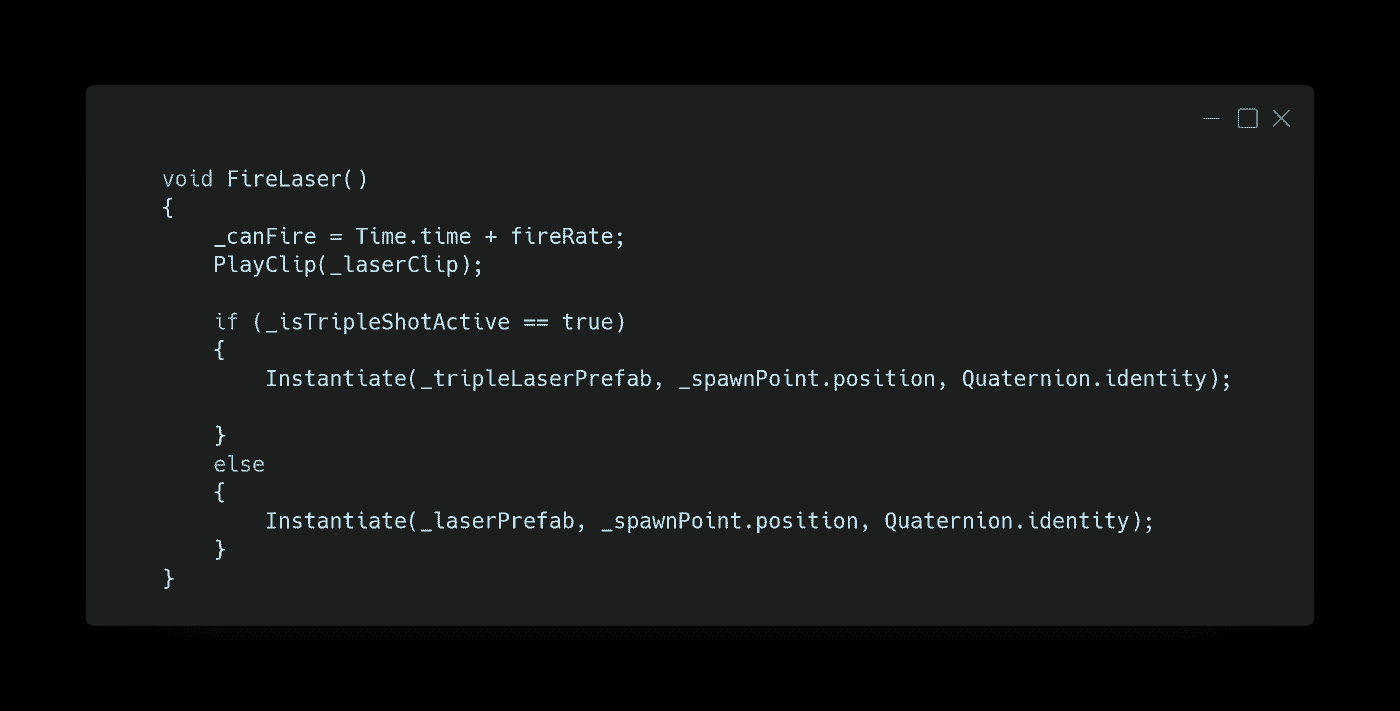 void FireLaser()
{
    _canFire = Time.time + fireRate;
    PlayClip(_laserClip);

    if (_isTripleShotActive == true)
    {
        Instantiate(_tripleLaserPrefab, _spawnPoint.position, Quaternion.identity);

    }
    else
    {
        Instantiate(_laserPrefab, _spawnPoint.position, Quaternion.identity);
    }
}